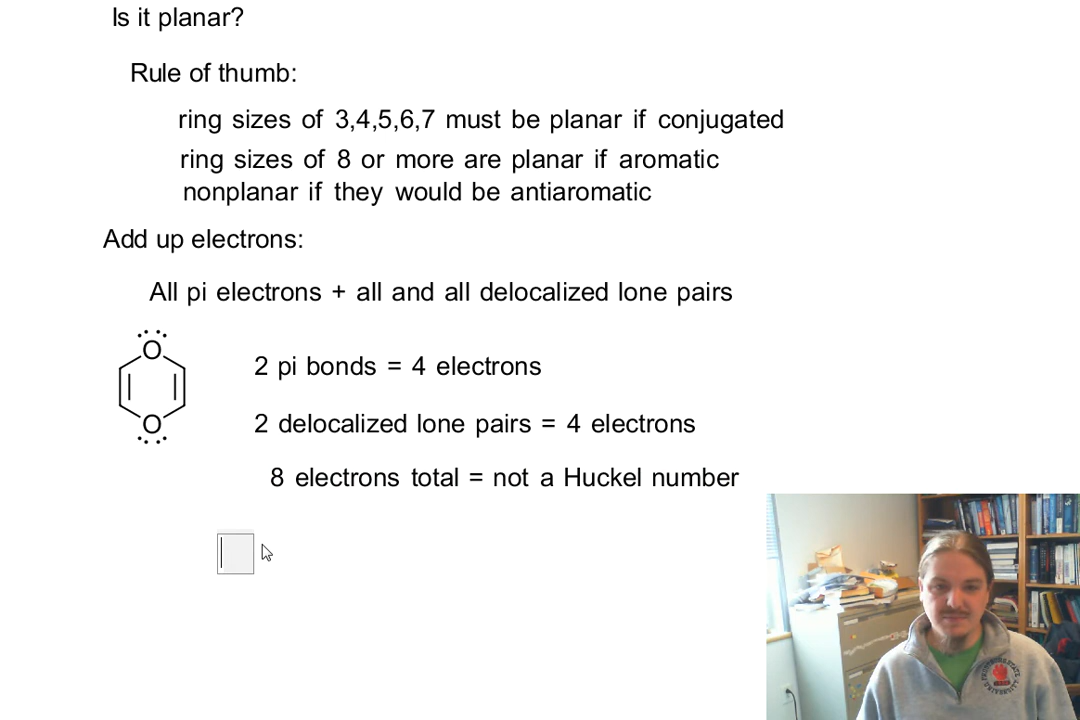 Is it planar?
Rule of thumb:
ring sizes of 3,4,5,6,7 must be planar if conjugated
ring sizes of 8 or more are planar if aromatic
nonplanar if they would be antiaromatic
Add up electrons:
All pi electrons + all and all delocalized lone pairs
O
O
2 pi bonds = 4 electrons
2 delocalized lone pairs = 4 electrons
8 electrons total = not a Huckel number